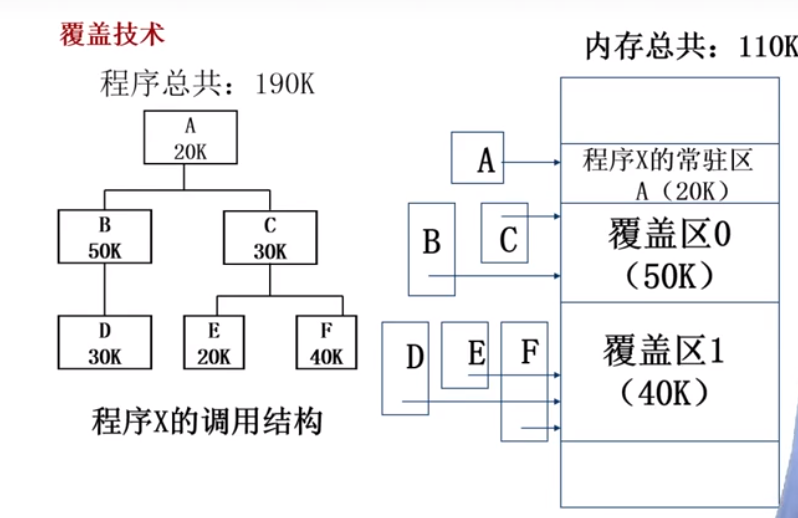 覆盖技术
程序总共：190K
A
20K
B
50K
C
30K
D
30K
E
20K
F
40K
程序X的调用结构
内存总共：110K
A
程序X的常驻区
A（20K）
B
C
覆盖区0
（50K）
D
E
F
覆盖区1
（40K）